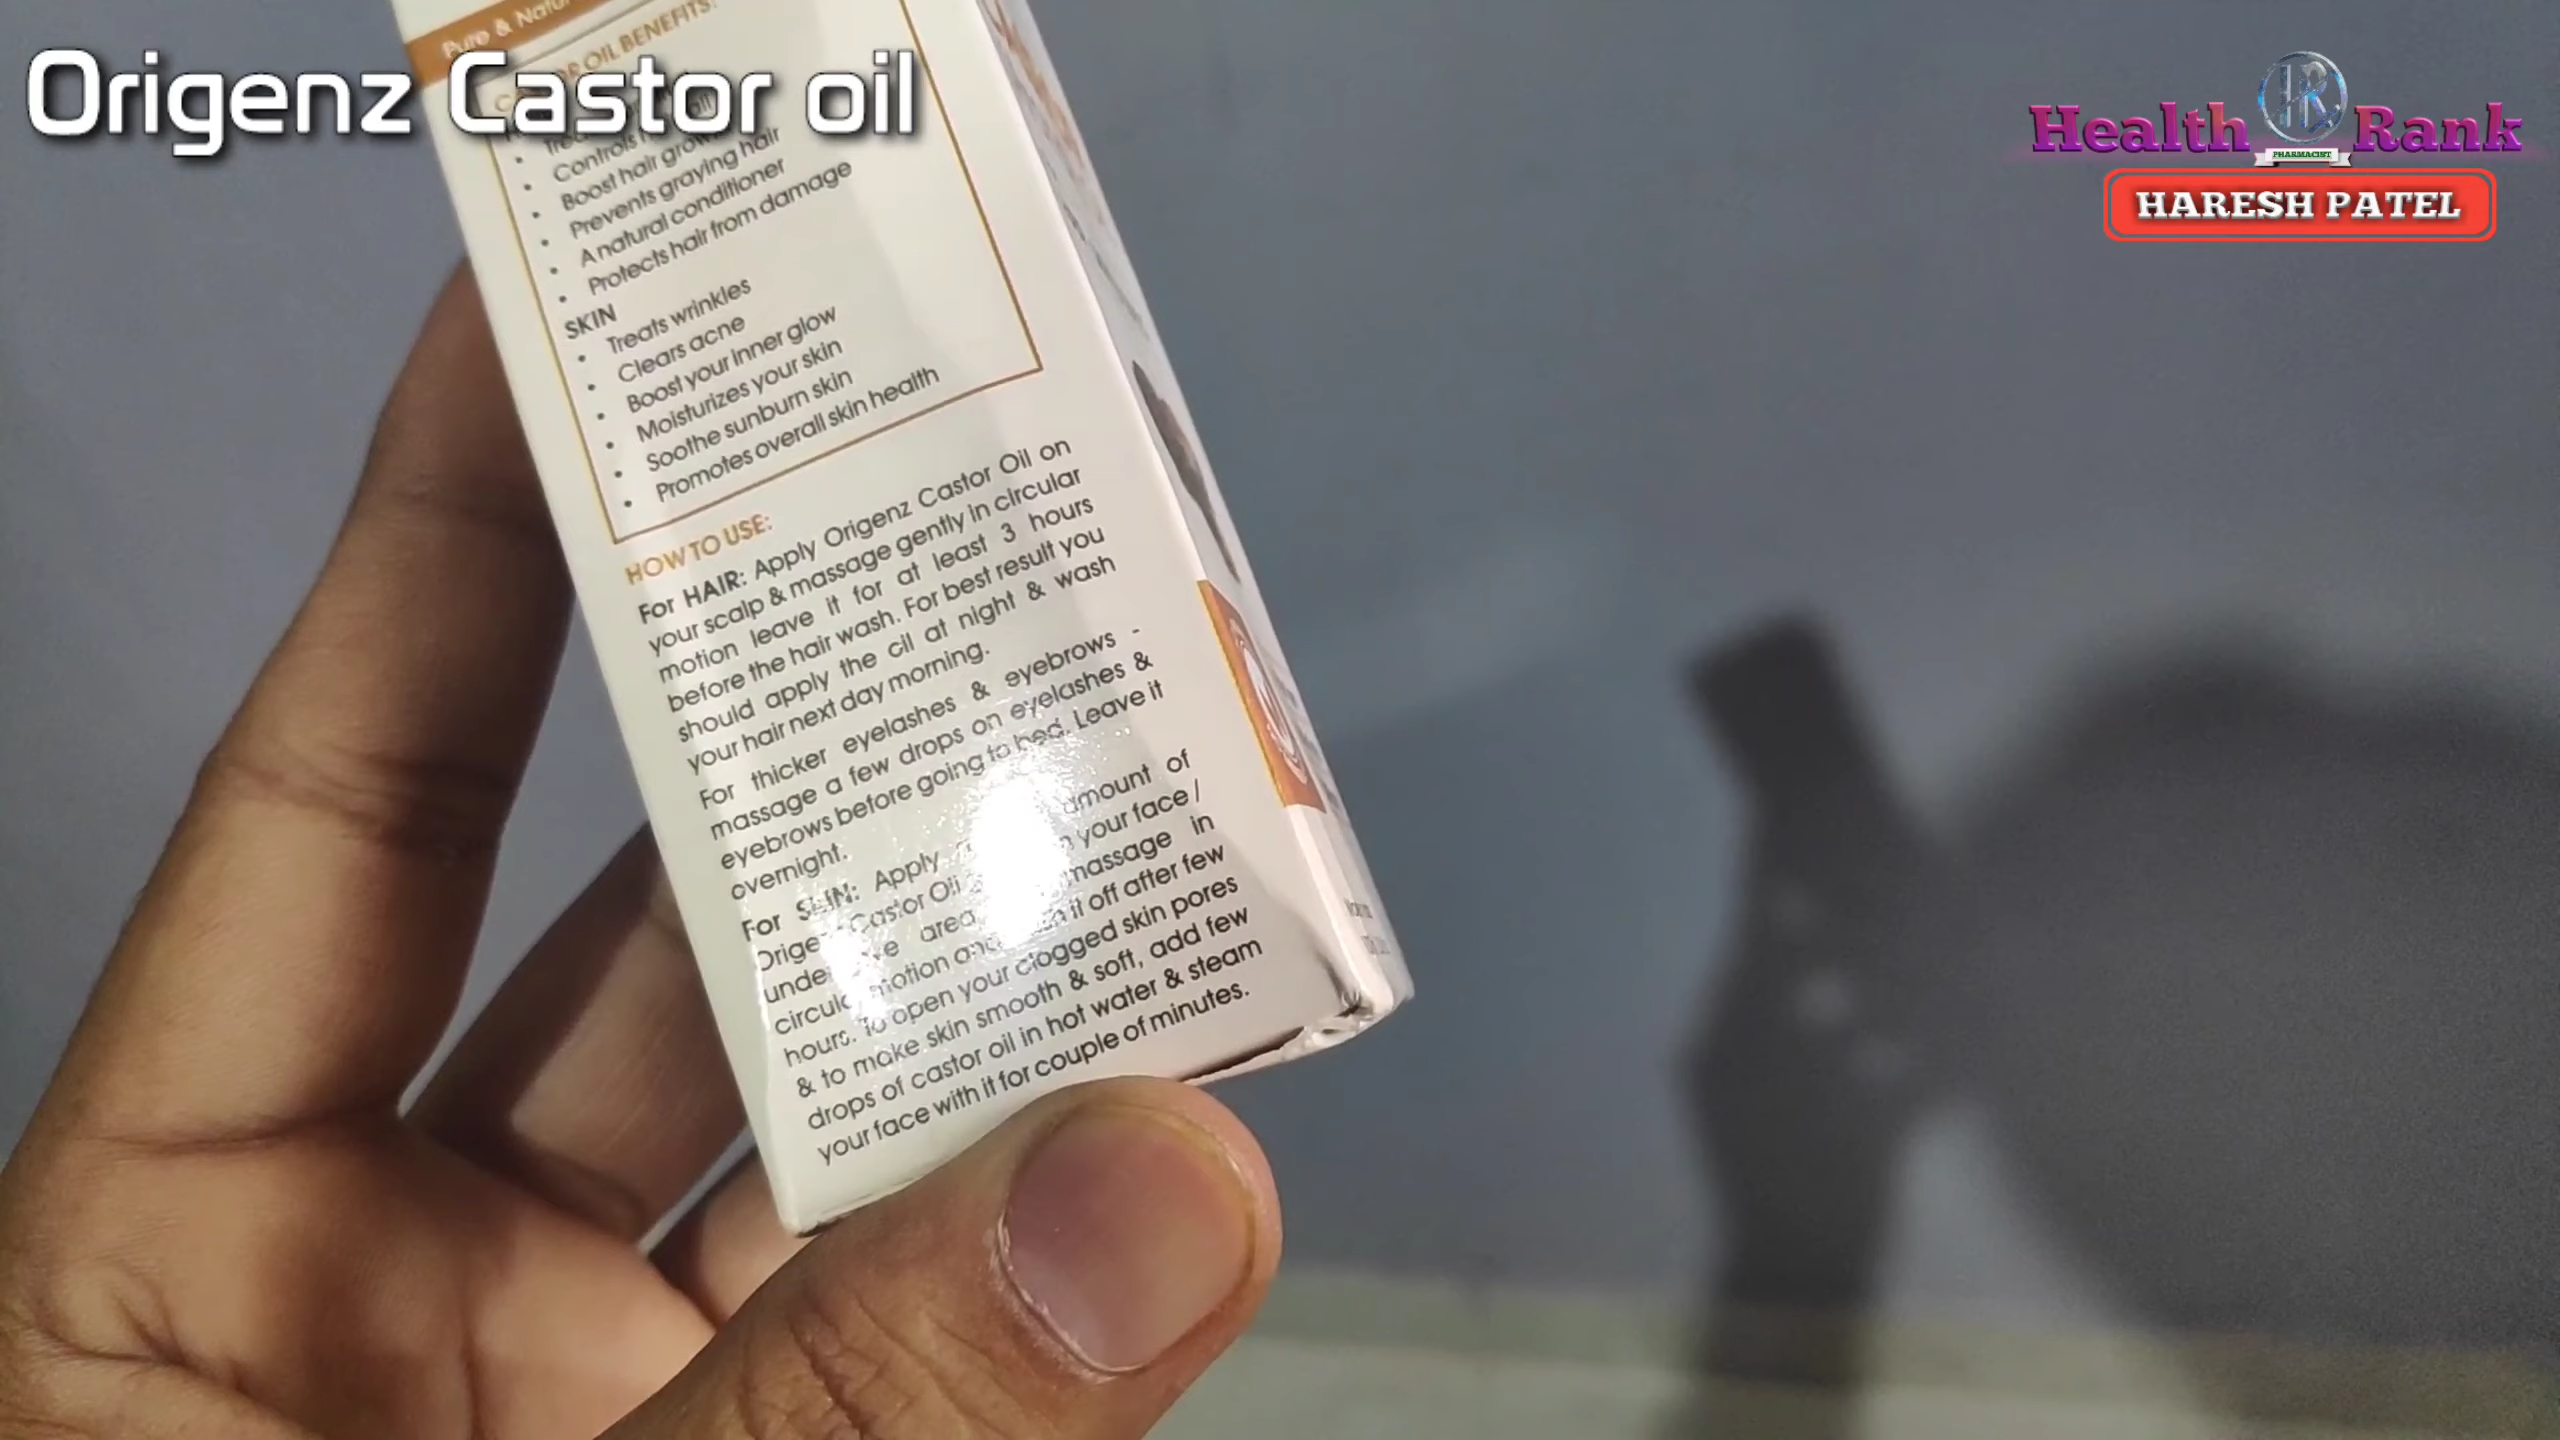 Origenz Castor oil
Health Rank
PHARMACIST
HARESH PATEL
Pure &
OIL BENEFITS:
Controls
Boost hair
Prevents graying hair
A natural conditioner
Protects hair from damage
SKIN
Treats wrinkles
Clears acne
Boost your inner glow
Moisturizes your skin
Soothe sunburn skin
Promotes overall skin health
HOW TO USE:
For HAIR: Apply Origenz Castor Oil on
your scalp & massage gently in circular
motion leave it for at least 3 hours
before the hair wash. For best result you
should apply the oil at night & wash
your hair next day morning.
For thicker eyelashes & eyebrows -
massage a few drops on eyelashes &
eyebrows before going to bed. Leave it
overnight.
For SKIN: Apply amount of
Castor Oil your face /
area massage in
motion and it off after few
hours. To open your clogged skin pores
& to make skin smooth & soft, add few
drops of castor oil in hot water & steam
your face with it for couple of minutes.